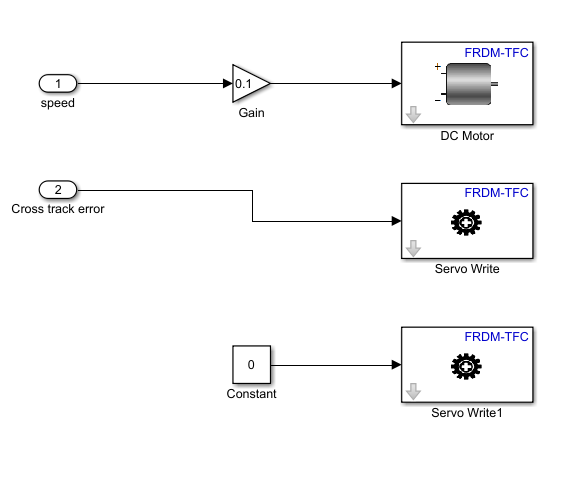 FRDM-TFC
+
1
0.1
−
speed
Gain
DC Motor
2
FRDM-TFC
Cross track error
Servo Write
FRDM-TFC
0
Constant
Servo Write1